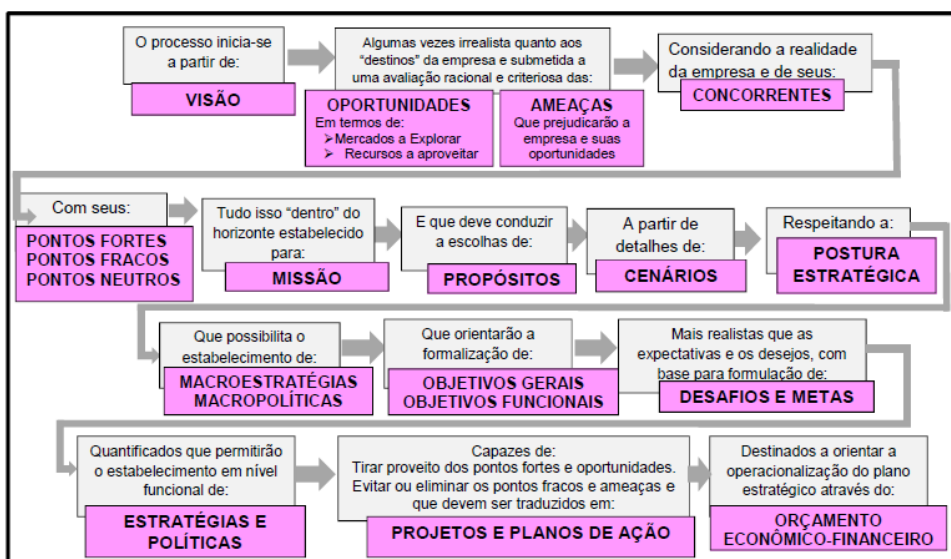 O processo inicia-se
a partir de:
VISÃO
Algumas vezes irrealista quanto aos
“destinos” da empresa e submetida a
uma avaliação racional e criteriosa das:
OPORTUNIDADES
Em termos de:
➢Mercados a Explorar
➢ Recursos a aproveitar
AMEAÇAS
Que prejudicarão a
empresa e suas
oportunidades
Considerando a realidade
da empresa e de seus:
CONCORRENTES
Com seus:
PONTOS FORTES
PONTOS FRACOS
PONTOS NEUTROS
Tudo isso “dentro” do
horizonte estabelecido
para:
MISSÃO
E que deve conduzir
a escolhas de:
PROPÓSITOS
A partir de
detalhes de:
CENÁRIOS
Respeitando a:
POSTURA
ESTRATÉGICA
Que possibilita o
estabelecimento de:
MACROESTRATÉGIAS
MACROPOLÍTICAS
Que orientarão a
formalização de:
OBJETIVOS GERAIS
OBJETIVOS FUNCIONAIS
Mais realistas que as
expectativas e os desejos, com
base para formulação de:
DESAFIOS E METAS
Quantificados que permitirão
o estabelecimento em nível
funcional de:
ESTRATÉGIAS E
POLÍTICAS
Capazes de:
Tirar proveito dos pontos fortes e oportunidades.
Evitar ou eliminar os pontos fracos e ameaças e
que devem ser traduzidos em:
PROJETOS E PLANOS DE AÇÃO
Destinados a orientar a
operacionalização do plano
estratégico através do:
ORÇAMENTO
ECONÔMICO-FINANCEIRO